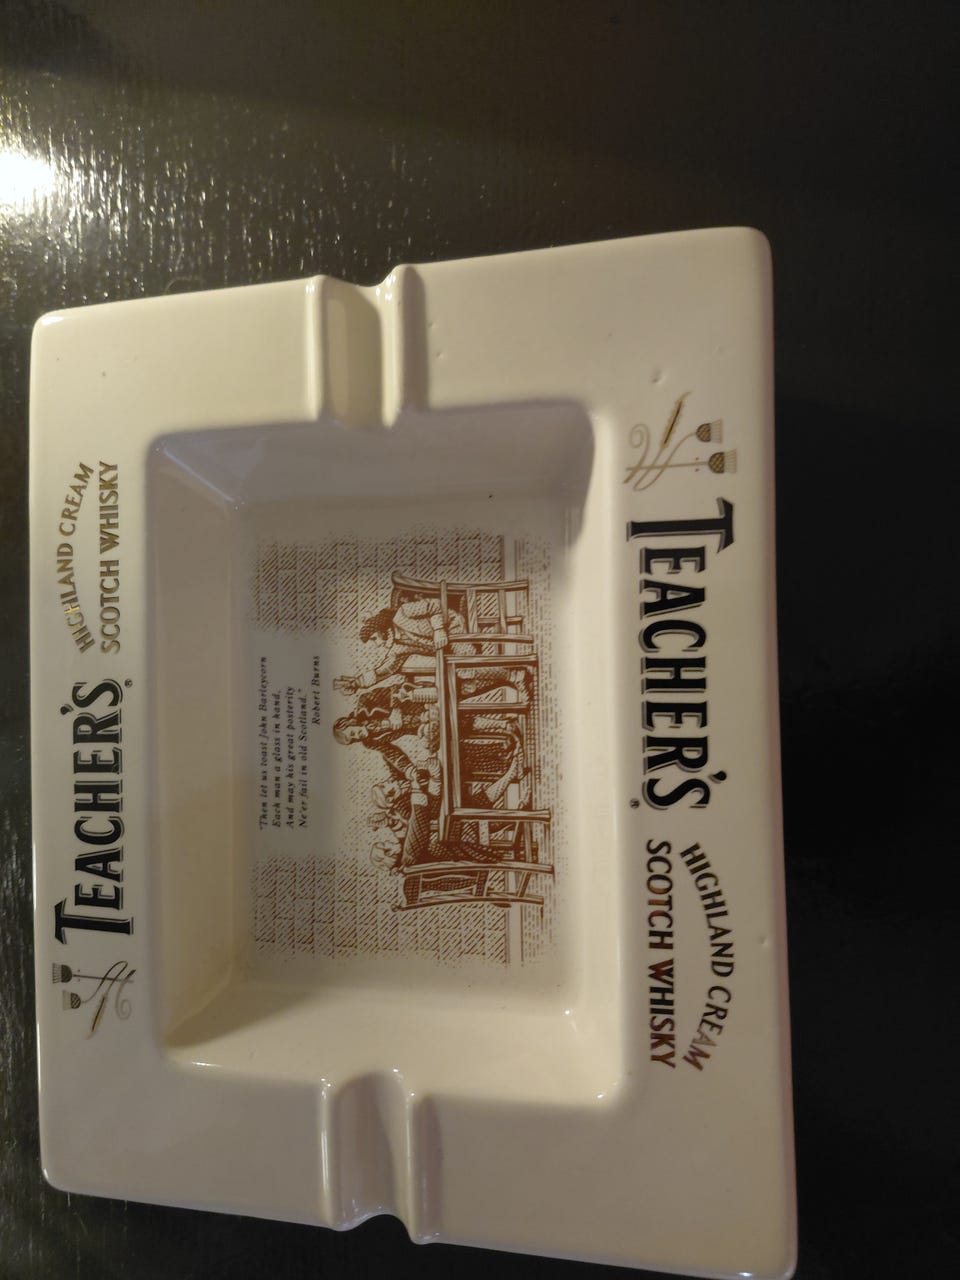 TEACHER'S®
HIGHLAND CREAM
SCOTCH WHISKY
"Then let us toast John Barleycorn
Each man a glass in hand,
And may his great posterity
Ne'er fail in old Scotland."
Robert Burns
TEACHER'S®
HIGHLAND CREAM
SCOTCH WHISKY